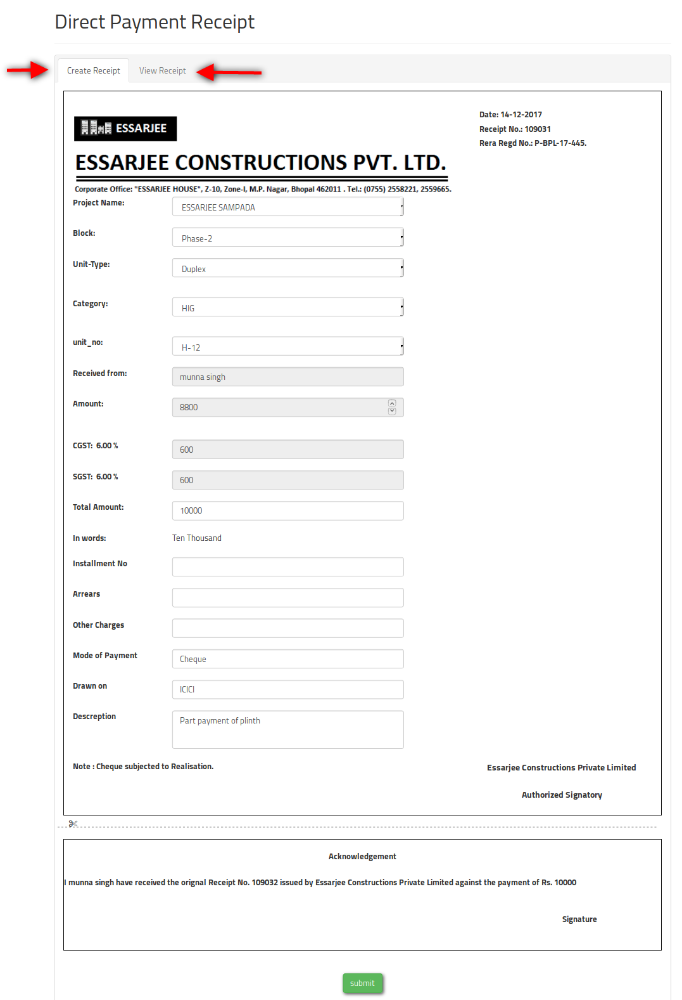 Direct Payment Receipt
Create Receipt View Receipt
Date: 14-12-2017
Receipt No.: 109031
Rera Regd No.: P-BPL-17-445.
ESSARJEE
ESSARJEE CONSTRUCTIONS PVT. LTD.
Corporate Office: "ESSARJEE HOUSE", Z-10, Zone-I, M.P. Nagar, Bhopal 462011 . Tel.: (0755) 2558221, 2559665.
Project Name: ESSARJEE SAMPADA
Block: Phase-2
Unit-Type: Duplex
Category: HIG
unit_no: H-12
Received from: munna singh
Amount: 8800
CGST: 6.00 % 600
SGST: 6.00 % 600
Total Amount: 10000
In words: Ten Thousand
Installment No
Arrears
Other Charges
Mode of Payment Cheque
Drawn on ICICI
Descreption Part payment of plinth
Note : Cheque subjected to Realisation. Essarjee Constructions Private Limited
Authorized Signatory
Acknowledgement
I munna singh have received the orignal Receipt No. 109032 issued by Essarjee Constructions Private Limited against the payment of Rs. 10000
Signature
submit